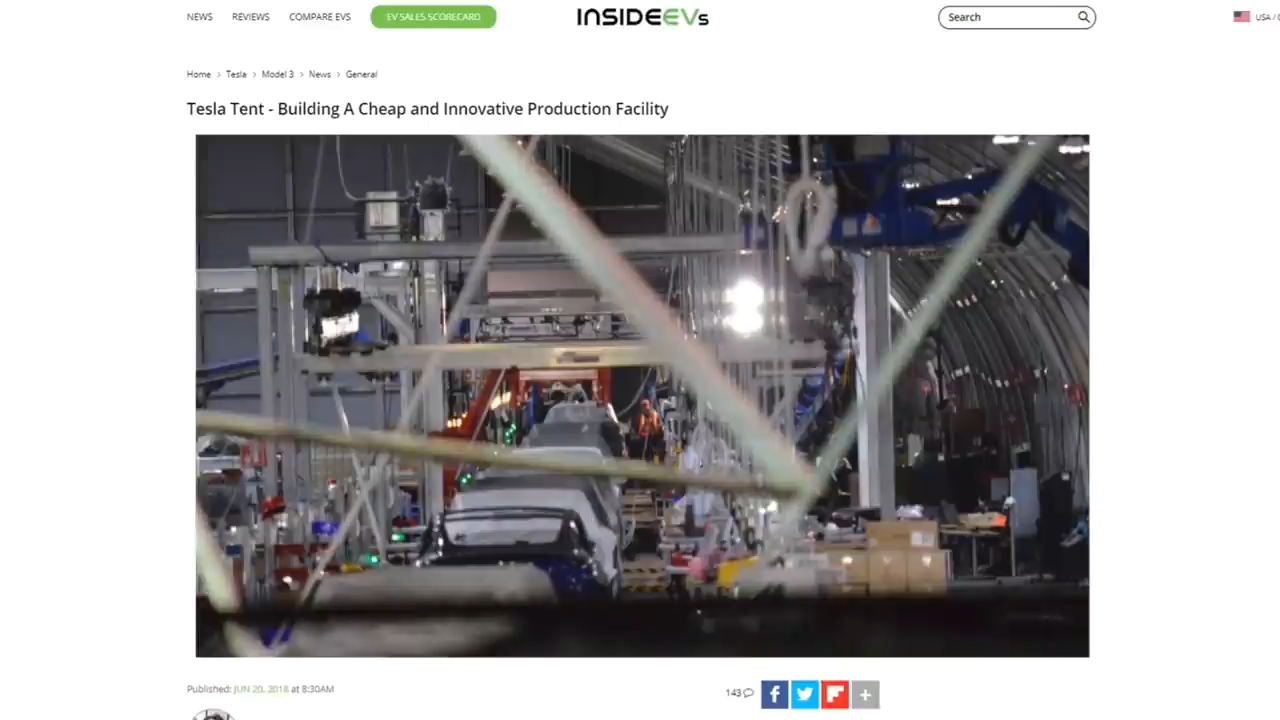 NEWS REVIEWS COMPARE EVS EV SALES SCORECARD INSIDEEVs Search USA /
Home > Tesla > Model 3 > News > General
Tesla Tent - Building A Cheap and Innovative Production Facility
Published: JUN 20, 2018 at 8:30AM 143